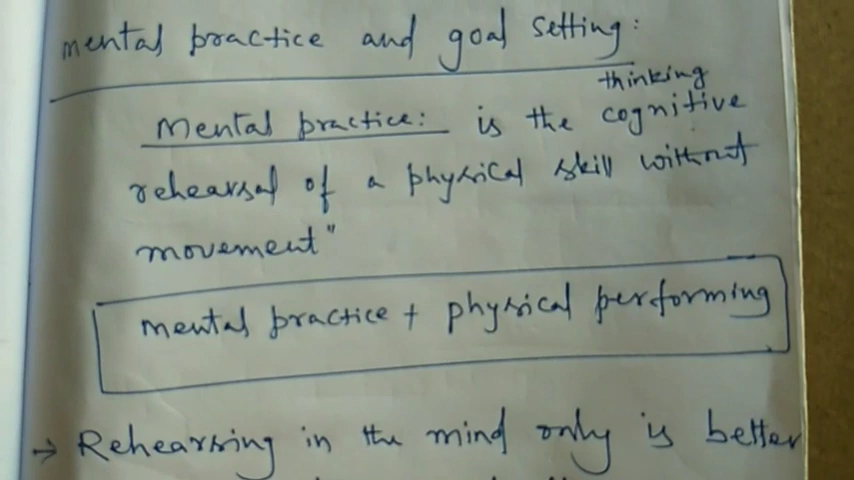 mental practice and goal setting:
thinking
Mental practice: is the cognitive
rehearsal of a physical skill without
movement"
mental practice + physical performing
→ Rehearsing in the mind only is better